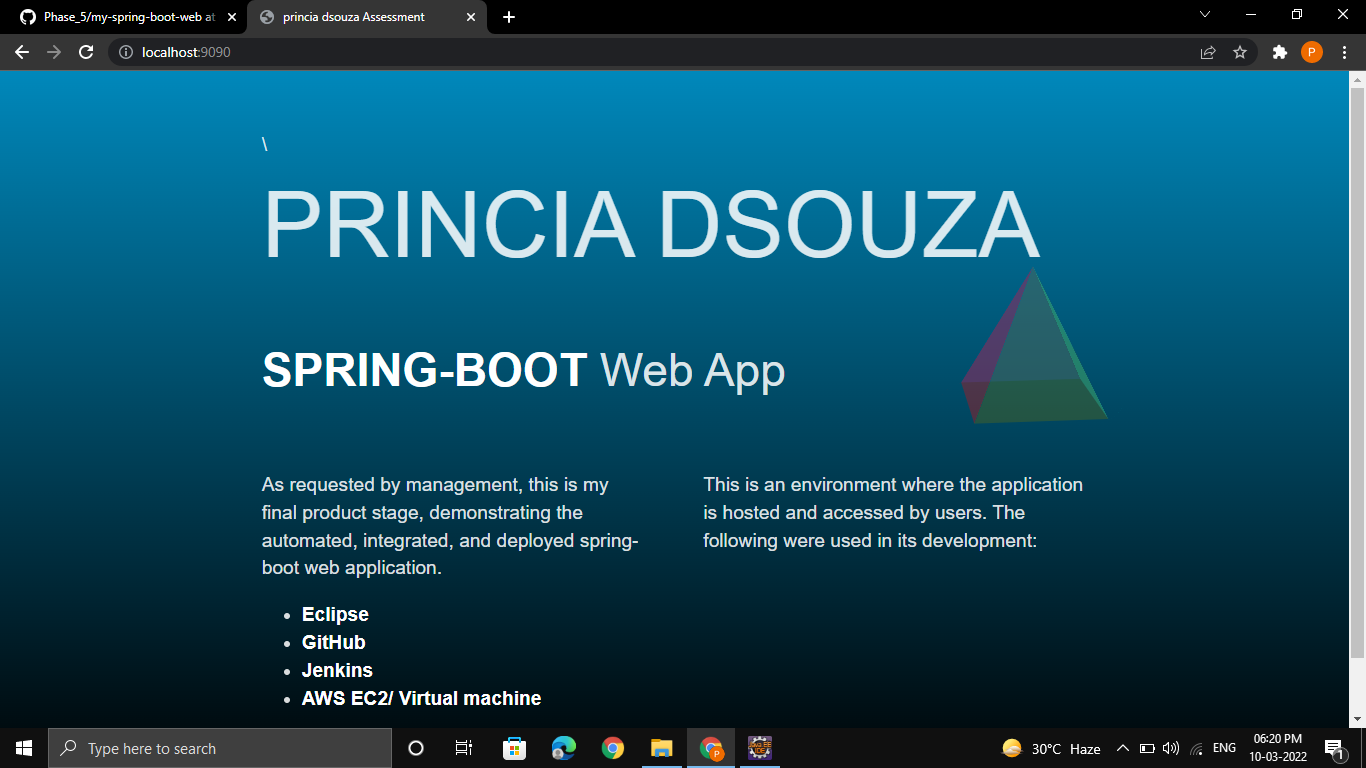 Phase_5/my-spring-boot-web at
princia dsouza Assessment
localhost:9090
P
\
PRINCIA DSOUZA
SPRING-BOOT Web App
As requested by management, this is my
final product stage, demonstrating the
automated, integrated, and deployed spring-
boot web application.
This is an environment where the application
is hosted and accessed by users. The
following were used in its development:
• Eclipse
• GitHub
• Jenkins
• AWS EC2/ Virtual machine
Type here to search
P
30°C Haze
ENG
06:20 PM
10-03-2022
1